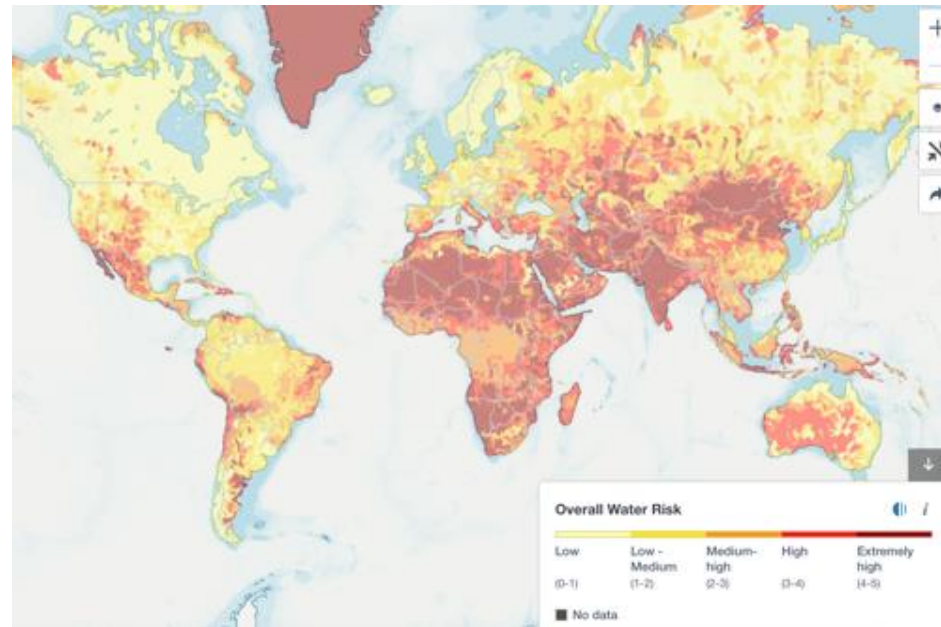 Overall Water Risk
Low
Low - Medium
Medium-high
High
Extremely high
(0-1)
(1-2)
(2-3)
(3-4)
(4-5)
No data